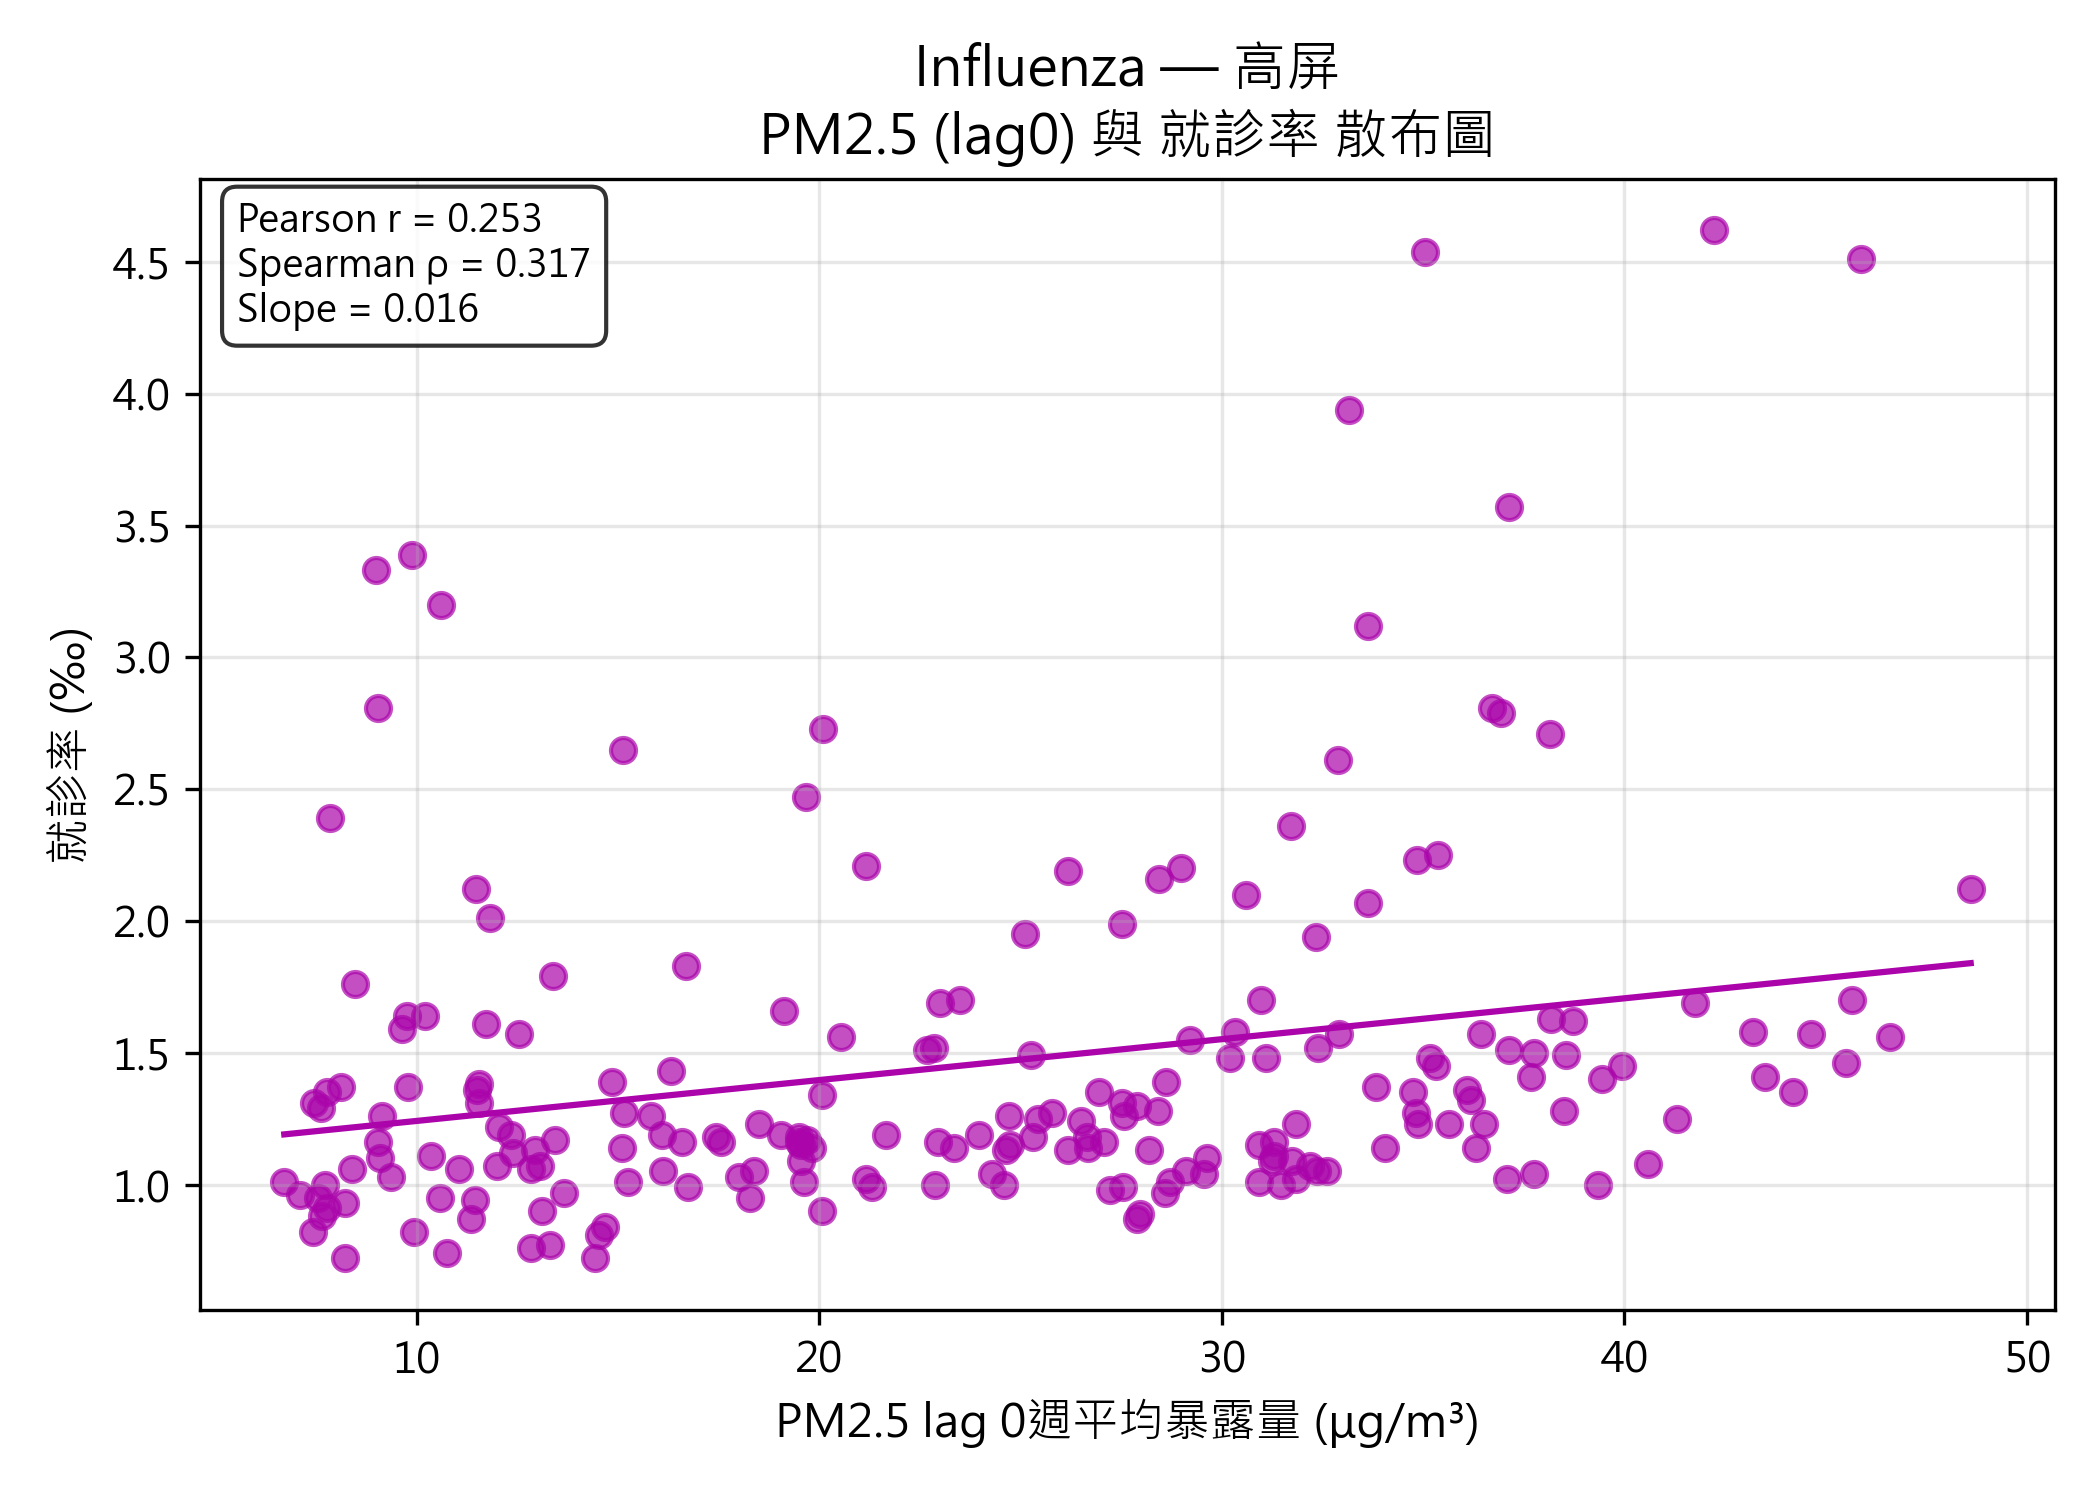 Influenza — 高屏
PM2.5 (lag0) 與 就診率 散布圖
Pearson r = 0.253
Spearman ρ = 0.317
Slope = 0.016
就診率 (‰)
4.5
4.0
3.5
3.0
2.5
2.0
1.5
1.0
10 20 30 40 50
PM2.5 lag 0週平均暴露量 (μg/m³)